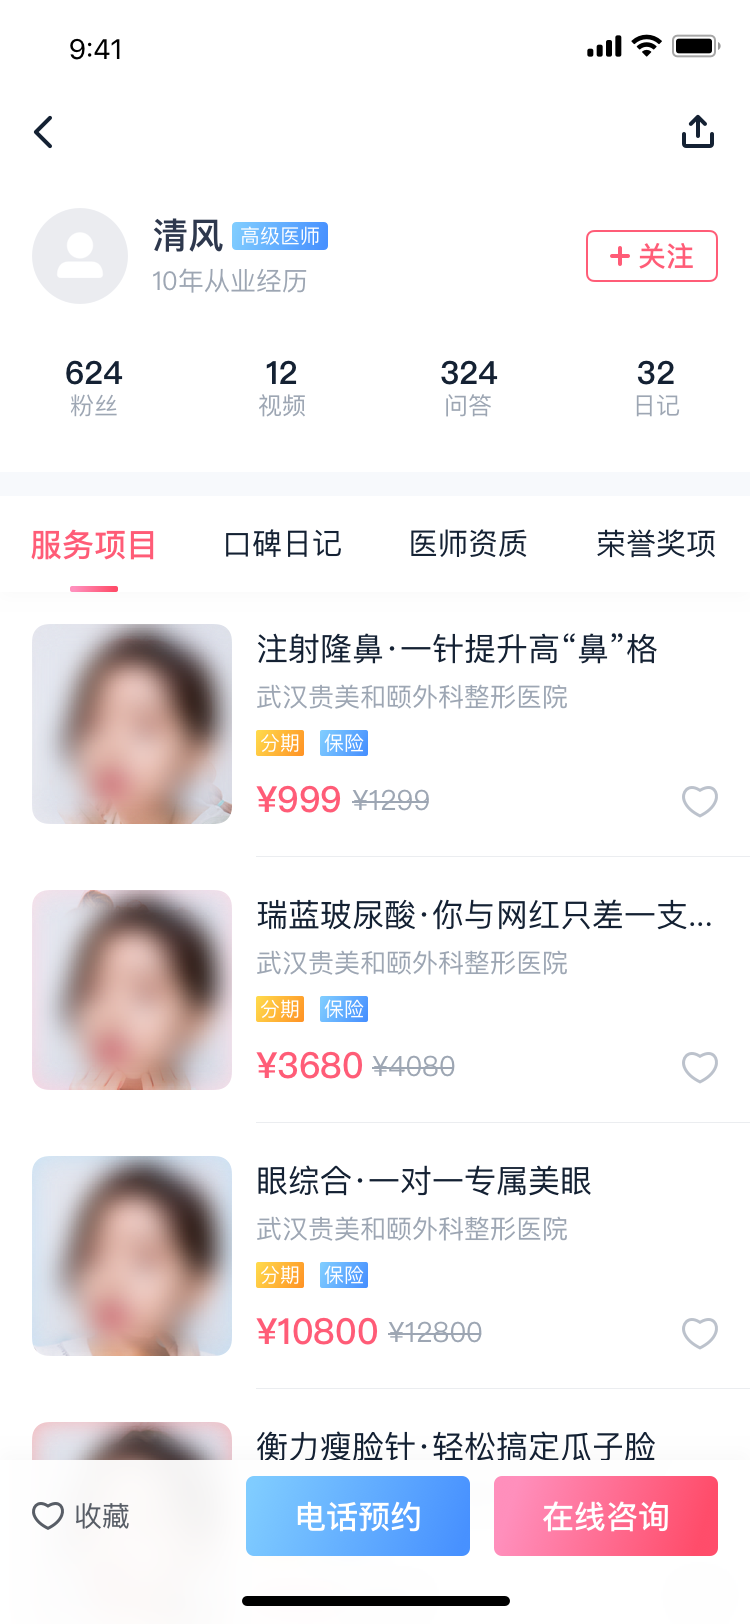 9:41
清风 高级医师
10年从业经历
+ 关注
624 12 324 32
粉丝 视频 问答 日记
服务项目 口碑日记 医师资质 荣誉奖项
注射隆鼻·一针提升高“鼻”格
武汉贵美和颐外科整形医院
分期 保险
¥999 ¥1299
瑞蓝玻尿酸·你与网红只差一支...
武汉贵美和颐外科整形医院
分期 保险
¥3680 ¥4080
眼综合·一对一专属美眼
武汉贵美和颐外科整形医院
分期 保险
¥10800 ¥12800
衡力瘦脸针·轻松搞定瓜子脸
收藏 电话预约 在线咨询